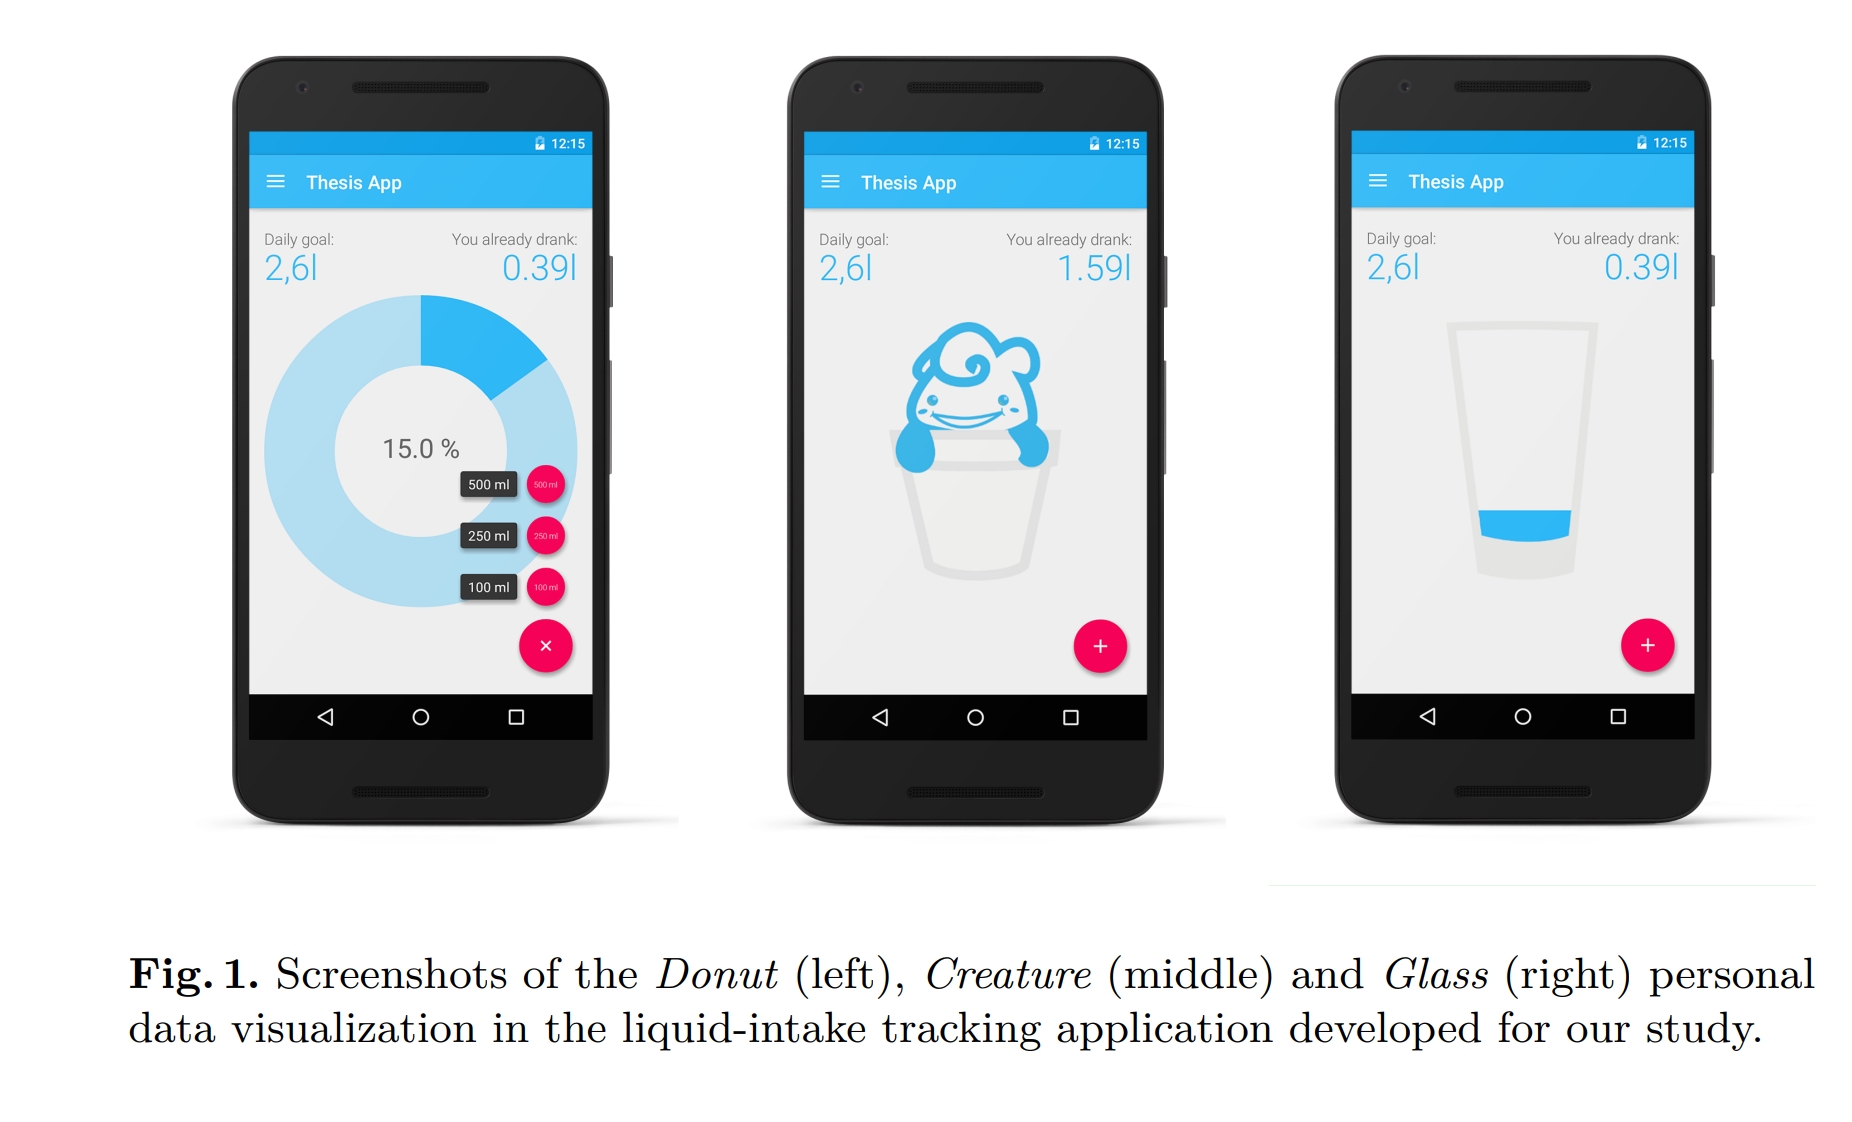 12:15
Thesis App
Daily goal:
You already drank:
2,6l
0.39l
15.0 %
500 ml
500 ml
250 ml
250 ml
100 ml
100 ml
12:15
Thesis App
Daily goal:
You already drank:
2,6l
1.59l
12:15
Thesis App
Daily goal:
You already drank:
2,6l
0.39l
Fig. 1. Screenshots of the Donut (left), Creature (middle) and Glass (right) personal
data visualization in the liquid-intake tracking application developed for our study.